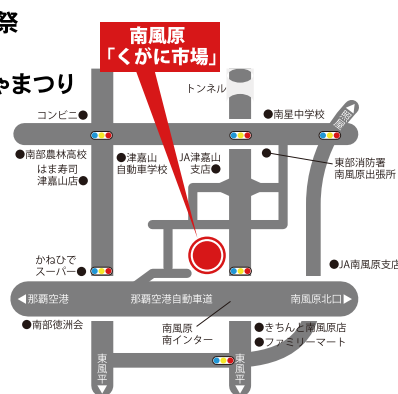 祭
南風原
「くがに市場」
ゃまつり
トンネル
コンビニ
南星中学校
南風原
南部農林高校
津嘉山
自動車学校
JA津嘉山
支店
東部消防署
南風原出張所
はま寿司
津嘉山店
かねひで
スーパー
JA南風原支店
那覇空港
那覇空港自動車道
南風原北口
南部徳洲会
南風原
南インター
きちんと南風原店
ファミリーマート
東風平
東風平